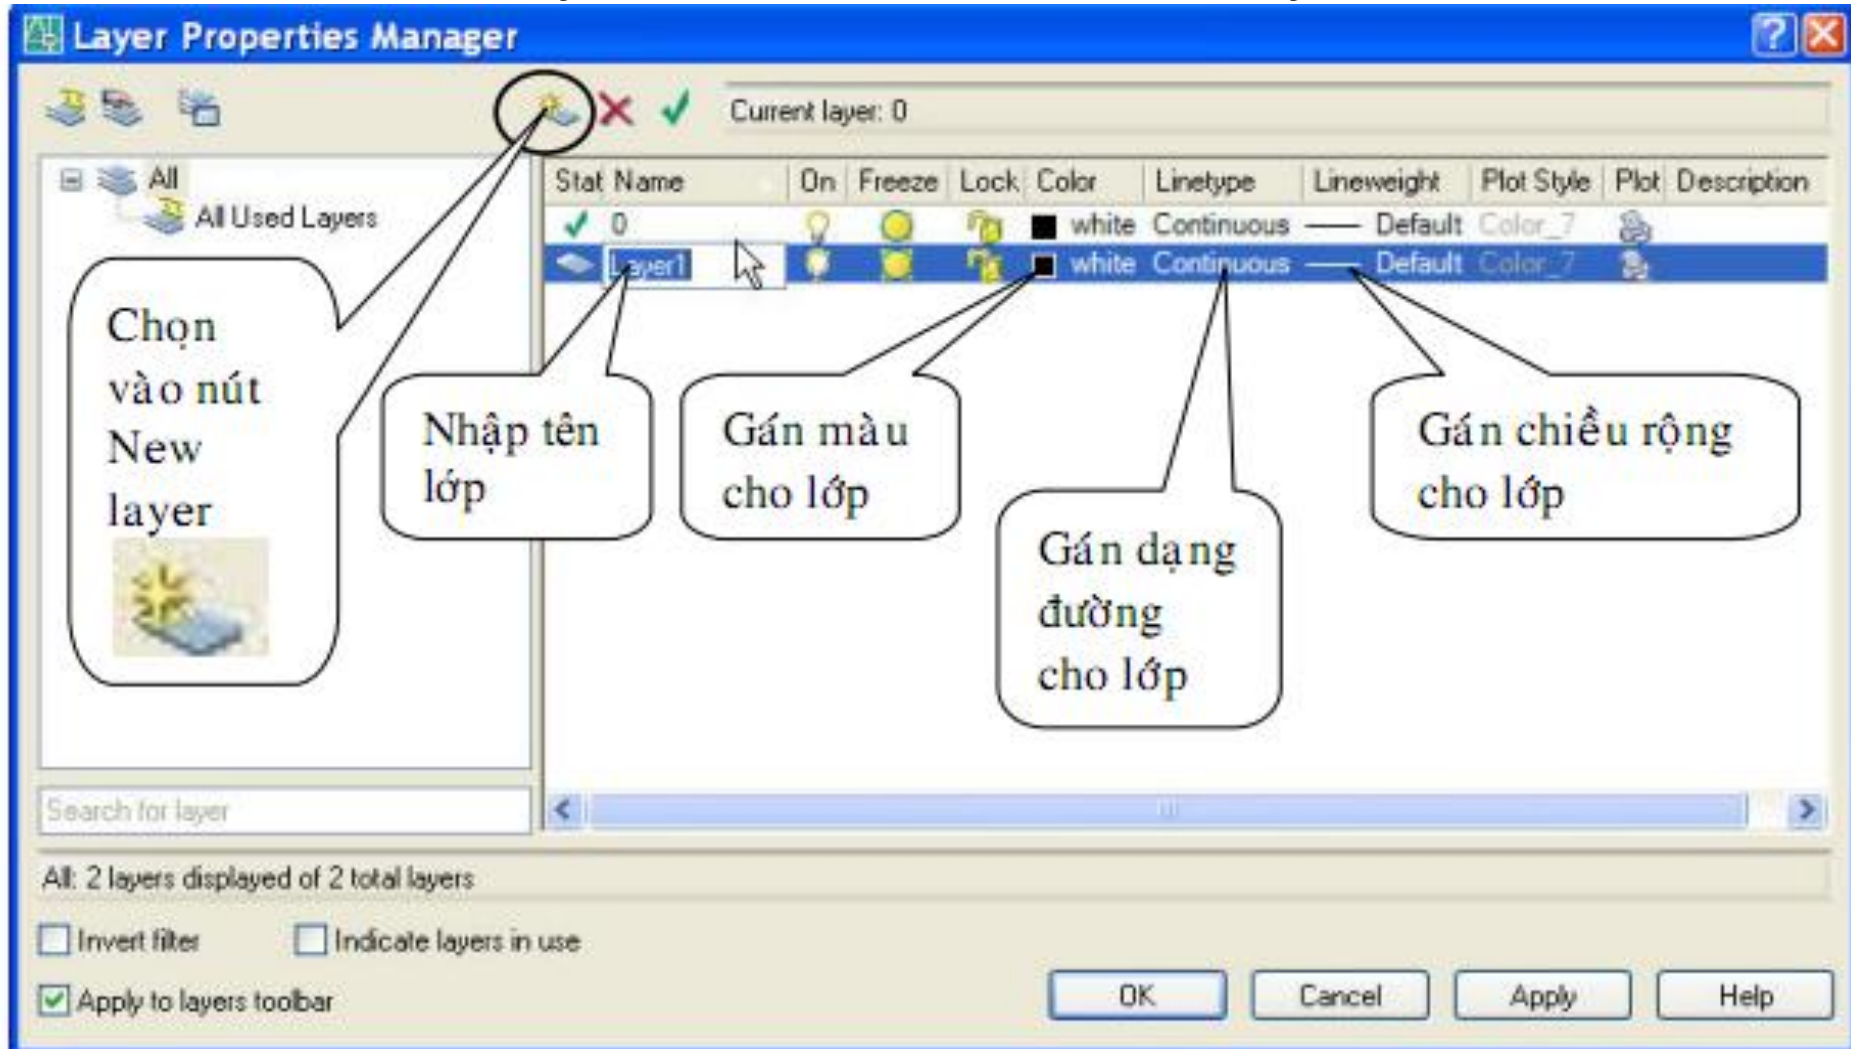 Layer Properties Manager
Current layer: 0
All
All Used Layers
Stat Name On Freeze Lock Color Linetype Lineweight Plot Style Plot Description
0 white Continuous Default Color_7
Layer1 white Continuous Default Color_7
Chọn
vào nút
New
layer
Nhập tên
lớp
Gán màu
cho lớp
Gán dạng
đường
cho lớp
Gán chiều rộng
cho lớp
Search for layer
All: 2 layers displayed of 2 total layers
Invert filter
Indicate layers in use
Apply to layers toolbar
OK
Cancel
Apply
Help